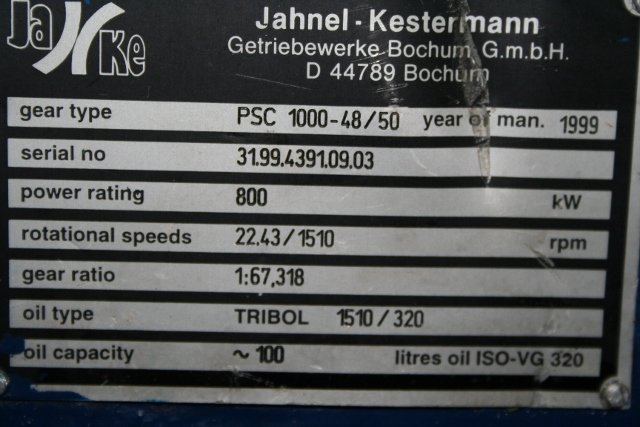 JaKe
Jahnel-Kestermann
Getriebewerke Bochum G.m.b.H.
D 44789 Bochum
gear type PSC 1000-48/50 year of man. 1999
serial no 31.99.4391.09.03
power rating 800 kW
rotational speeds 22,43/1510 rpm
gear ratio 1:67,318
oil type TRIBOL 1510/320
oil capacity ~100 litres oil ISO-VG 320